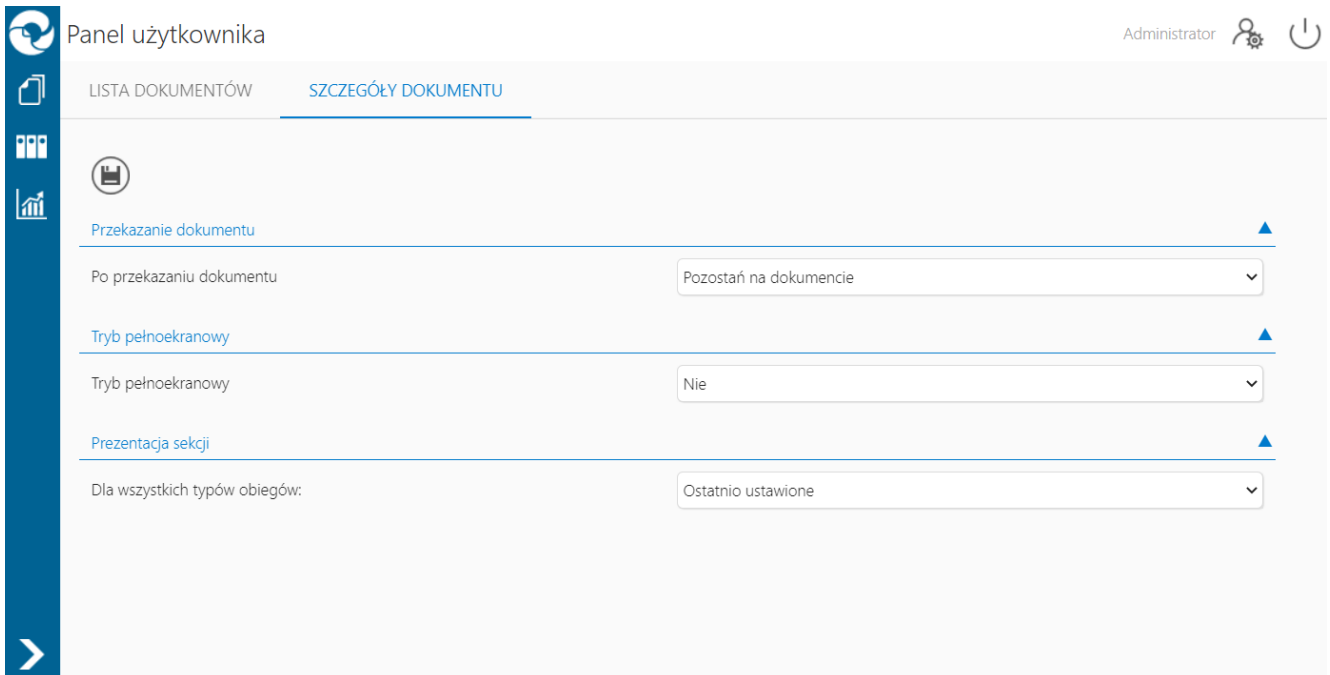 Panel użytkownika
Administrator
LISTA DOKUMENTÓW
SZCZEGÓŁY DOKUMENTU
Przekazanie dokumentu
Po przekazaniu dokumentu
Pozostań na dokumencie
Tryb pełnoekranowy
Tryb pełnoekranowy
Nie
Prezentacja sekcji
Dla wszystkich typów obiegów:
Ostatnio ustawione